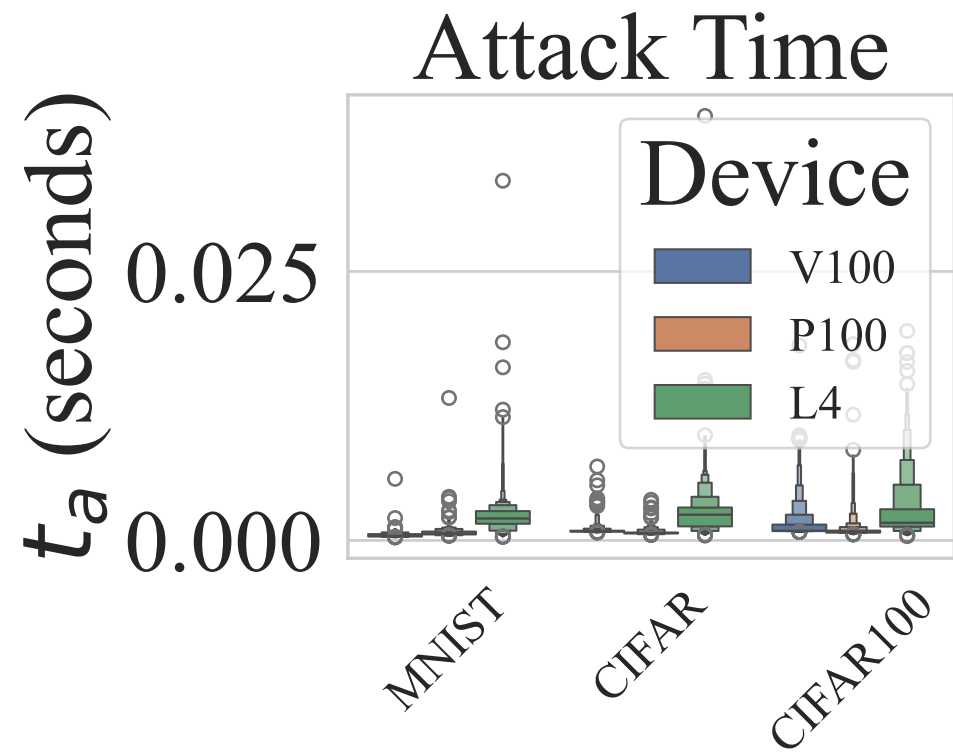 Attack Time
t_a (seconds)
0.025
0.000
Device
V100
P100
L4
MNIST
CIFAR
CIFAR100